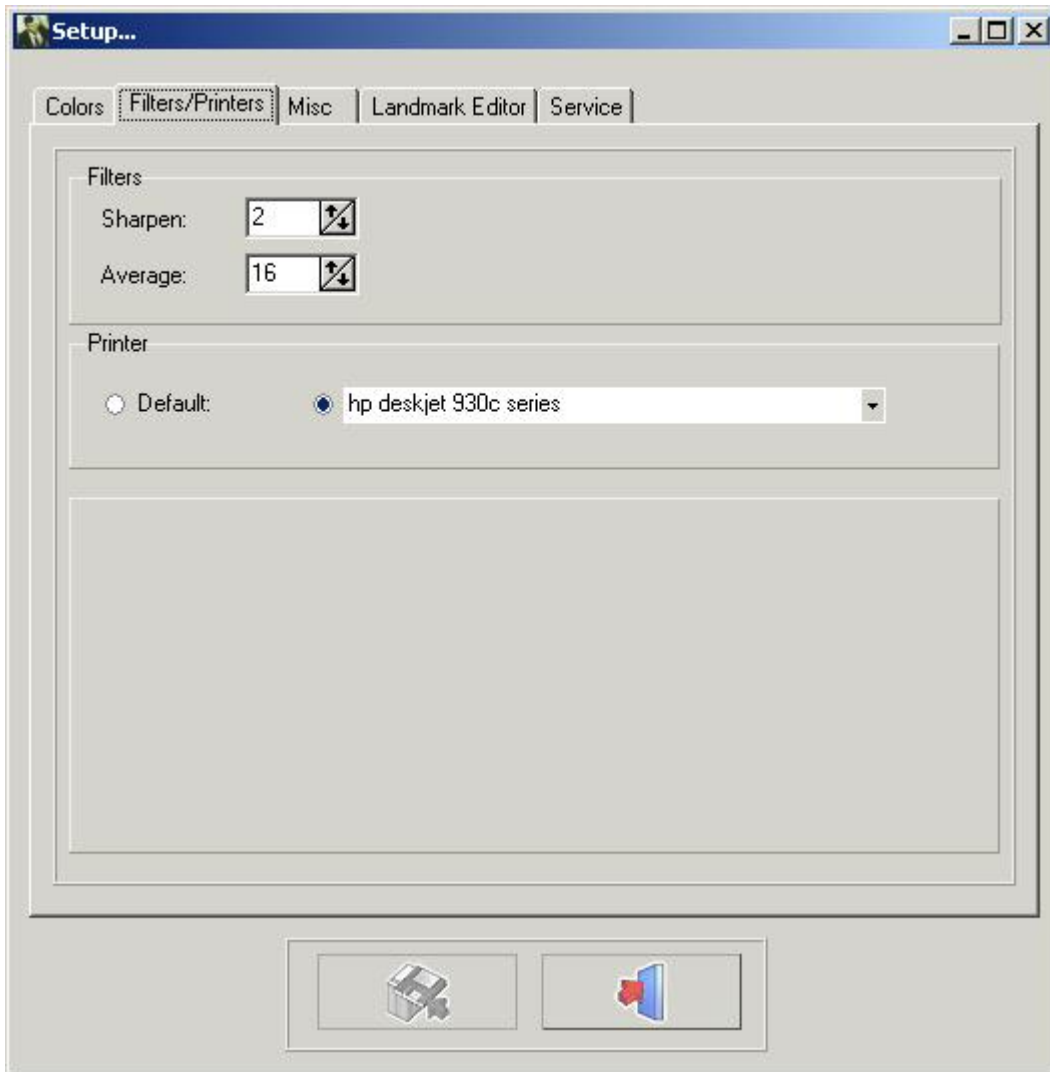 Setup...
Colors Filters/Printers Misc Landmark Editor Service
Filters
Sharpen: 2
Average: 16
Printer
Default: hp deskjet 930c series